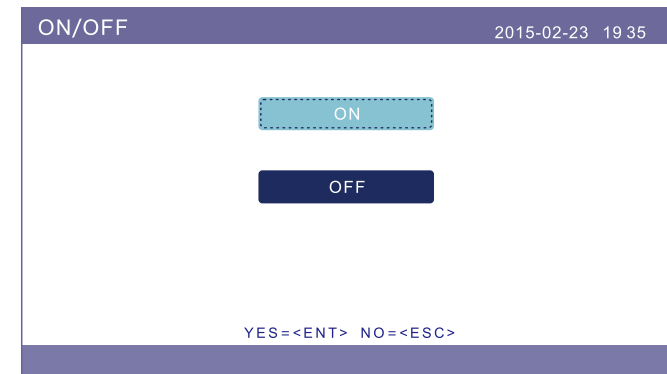 ON/OFF
2015-02-23 19 35
ON
OFF
YES=<ENT> NO=<ESC>